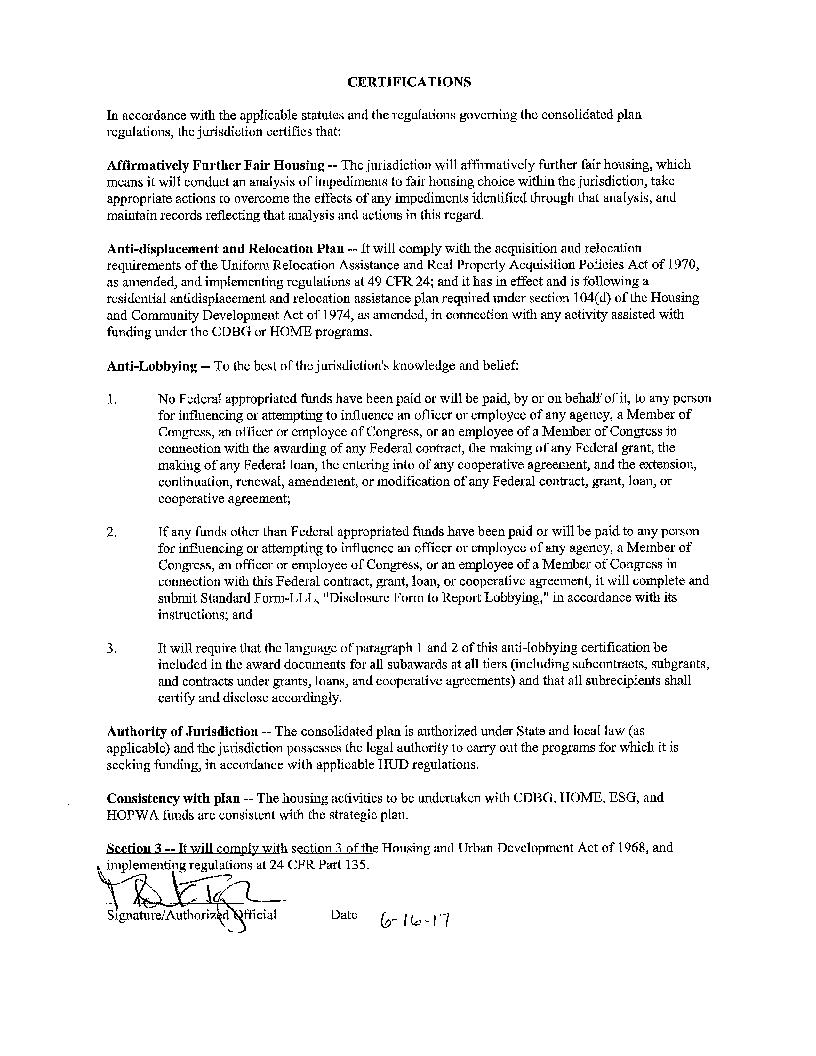 CERTIFICATIONS
In accordance with the applicable statutes and the regulations governing the consolidated plan
regulations, the jurisdiction certifies that:
Affirmatively Further Fair Housing -- The jurisdiction will affirmatively further fair housing, which
means it will conduct an analysis of impediments to fair housing choice within the jurisdiction, take
appropriate actions to overcome the effects of any impediments identified through that analysis, and
maintain records reflecting that analysis and actions in this regard.
Anti-displacement and Relocation Plan -- It will comply with the acquisition and relocation
requirements of the Uniform Relocation Assistance and Real Property Acquisition Policies Act of 1970,
as amended, and implementing regulations at 49 CFR 24; and it has in effect and is following a
residential antidisplacement and relocation assistance plan required under section 104(d) of the Housing
and Community Development Act of 1974, as amended, in connection with any activity assisted with
funding under the CDBG or HOME programs.
Anti-Lobbying -- To the best of the jurisdiction's knowledge and belief:
1. No Federal appropriated funds have been paid or will be paid, by or on behalf of it, to any person
for influencing or attempting to influence an officer or employee of any agency, a Member of
Congress, an officer or employee of Congress, or an employee of a Member of Congress in
connection with the awarding of any Federal contract, the making of any Federal grant, the
making of any Federal loan, the entering into of any cooperative agreement, and the extension,
continuation, renewal, amendment, or modification of any Federal contract, grant, loan, or
cooperative agreement;
2. If any funds other than Federal appropriated funds have been paid or will be paid to any person
for influencing or attempting to influence an officer or employee of any agency, a Member of
Congress, an officer or employee of Congress, or an employee of a Member of Congress in
connection with this Federal contract, grant, loan, or cooperative agreement, it will complete and
submit Standard Form-LLL, "Disclosure Form to Report Lobbying," in accordance with its
instructions; and
3. It will require that the language of paragraph 1 and 2 of this anti-lobbying certification be
included in the award documents for all subawards at all tiers (including subcontracts, subgrants,
and contracts under grants, loans, and cooperative agreements) and that all subrecipients shall
certify and disclose accordingly.
Authority of Jurisdiction -- The consolidated plan is authorized under State and local law (as
applicable) and the jurisdiction possesses the legal authority to carry out the programs for which it is
seeking funding, in accordance with applicable HUD regulations.
Consistency with plan -- The housing activities to be undertaken with CDBG, HOME, ESG, and
HOPWA funds are consistent with the strategic plan.
Section 3 -- It will comply with section 3 of the Housing and Urban Development Act of 1968, and
implementing regulations at 24 CFR Part 135.
Signature/Authorized Official Date 6-16-17